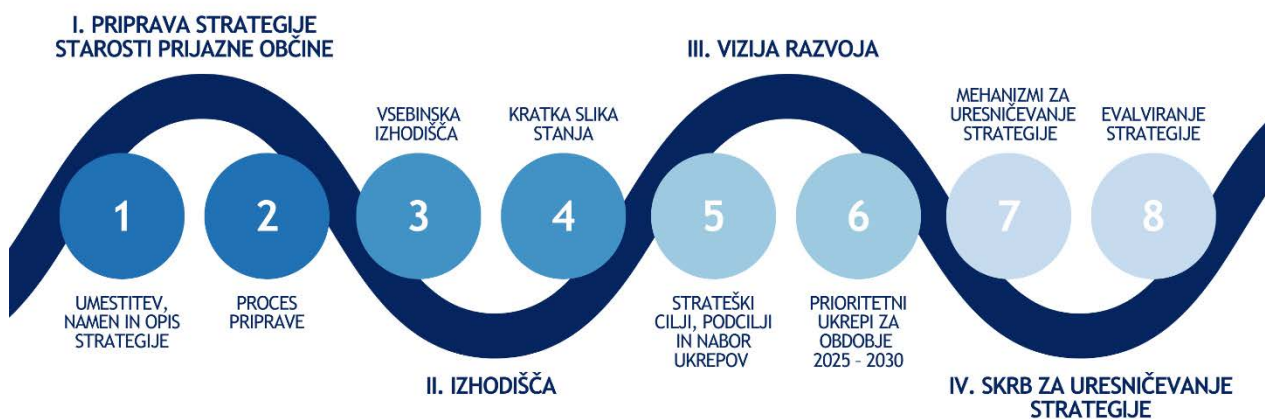 I. PRIPRAVA STRATEGIJE
STAROSTI PRIJAZNE OBČINE
1
UMESTITEV,
NAMEN IN OPIS
STRATEGIJE
2
PROCES
PRIPRAVE
II. IZHODIŠČA
VSEBINSKA
IZHODIŠČA
3
KRATKA SLIKA
STANJA
4
III. VIZIJA RAZVOJA
5
STRATEŠKI
CILJI, PODCILJI
IN NABOR
UKREPOV
6
PRIORITETNI
UKREPI ZA
OBDOBJE
2025 - 2030
MEHANIZMI ZA
URESNIČEVANJE
STRATEGIJE
7
EVALVIRANJE
STRATEGIJE
8
IV. SKRB ZA URESNIČEVANJE
STRATEGIJE